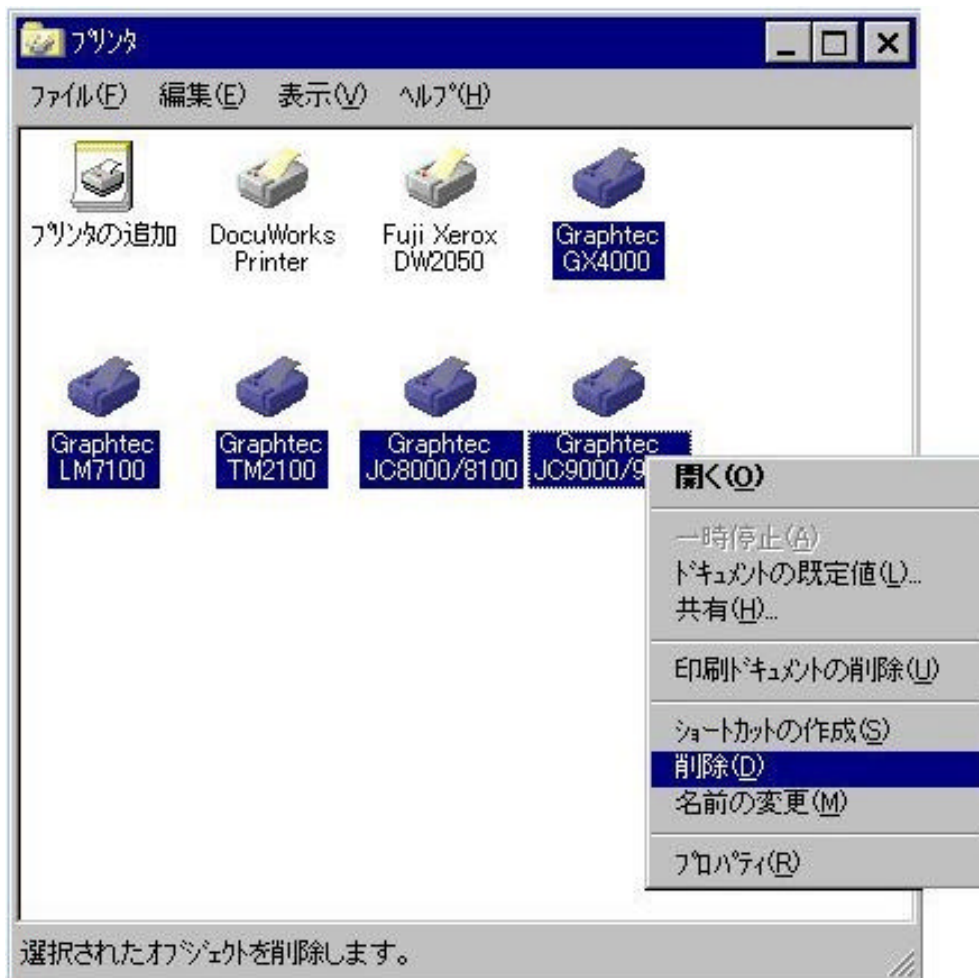 プリンタ
ファイル(F) 編集(E) 表示(V) ヘルプ(H)
プリンタの追加
DocuWorks
Printer
Fuji Xerox
DW2050
Graphtec
GX4000
Graphtec
LM7100
Graphtec
TM2100
Graphtec
JC8000/8100
Graphtec
JC9000/9
開く(O)
一時停止(A)
ドキュメントの既定値(L)...
共有(H)...
印刷ドキュメントの削除(U)
ショートカットの作成(S)
削除(D)
名前の変更(M)
プロパティ(R)
選択されたオブジェクトを削除します。